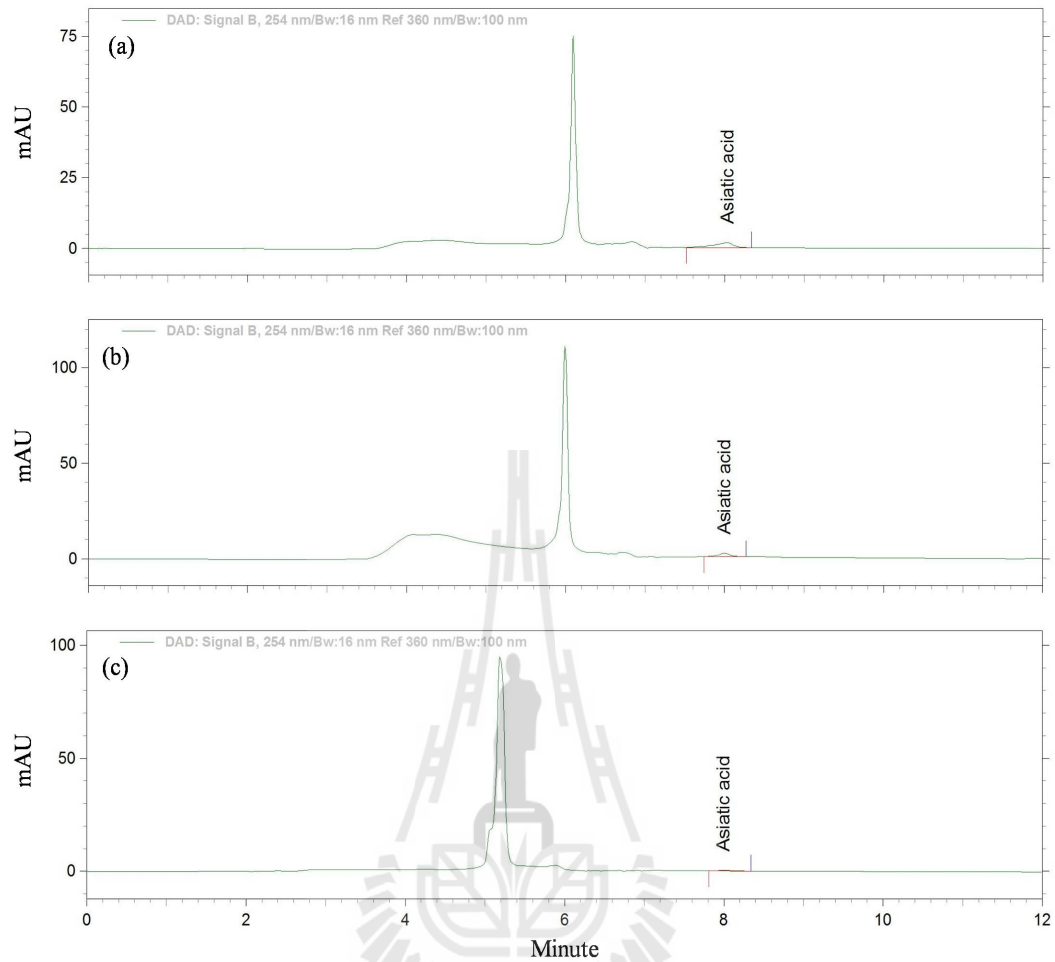 DAD: Signal B, 254 nm/Bw:16 nm Ref 360 nm/Bw:100 nm
(a)
75
50
25
0
mAU
Asiatic acid
DAD: Signal B, 254 nm/Bw:16 nm Ref 360 nm/Bw:100 nm
(b)
100
50
0
mAU
Asiatic acid
DAD: Signal B, 254 nm/Bw:16 nm Ref 360 nm/Bw:100 nm
(c)
100
50
0
mAU
Asiatic acid
0 2 4 6 8 10 12
Minute